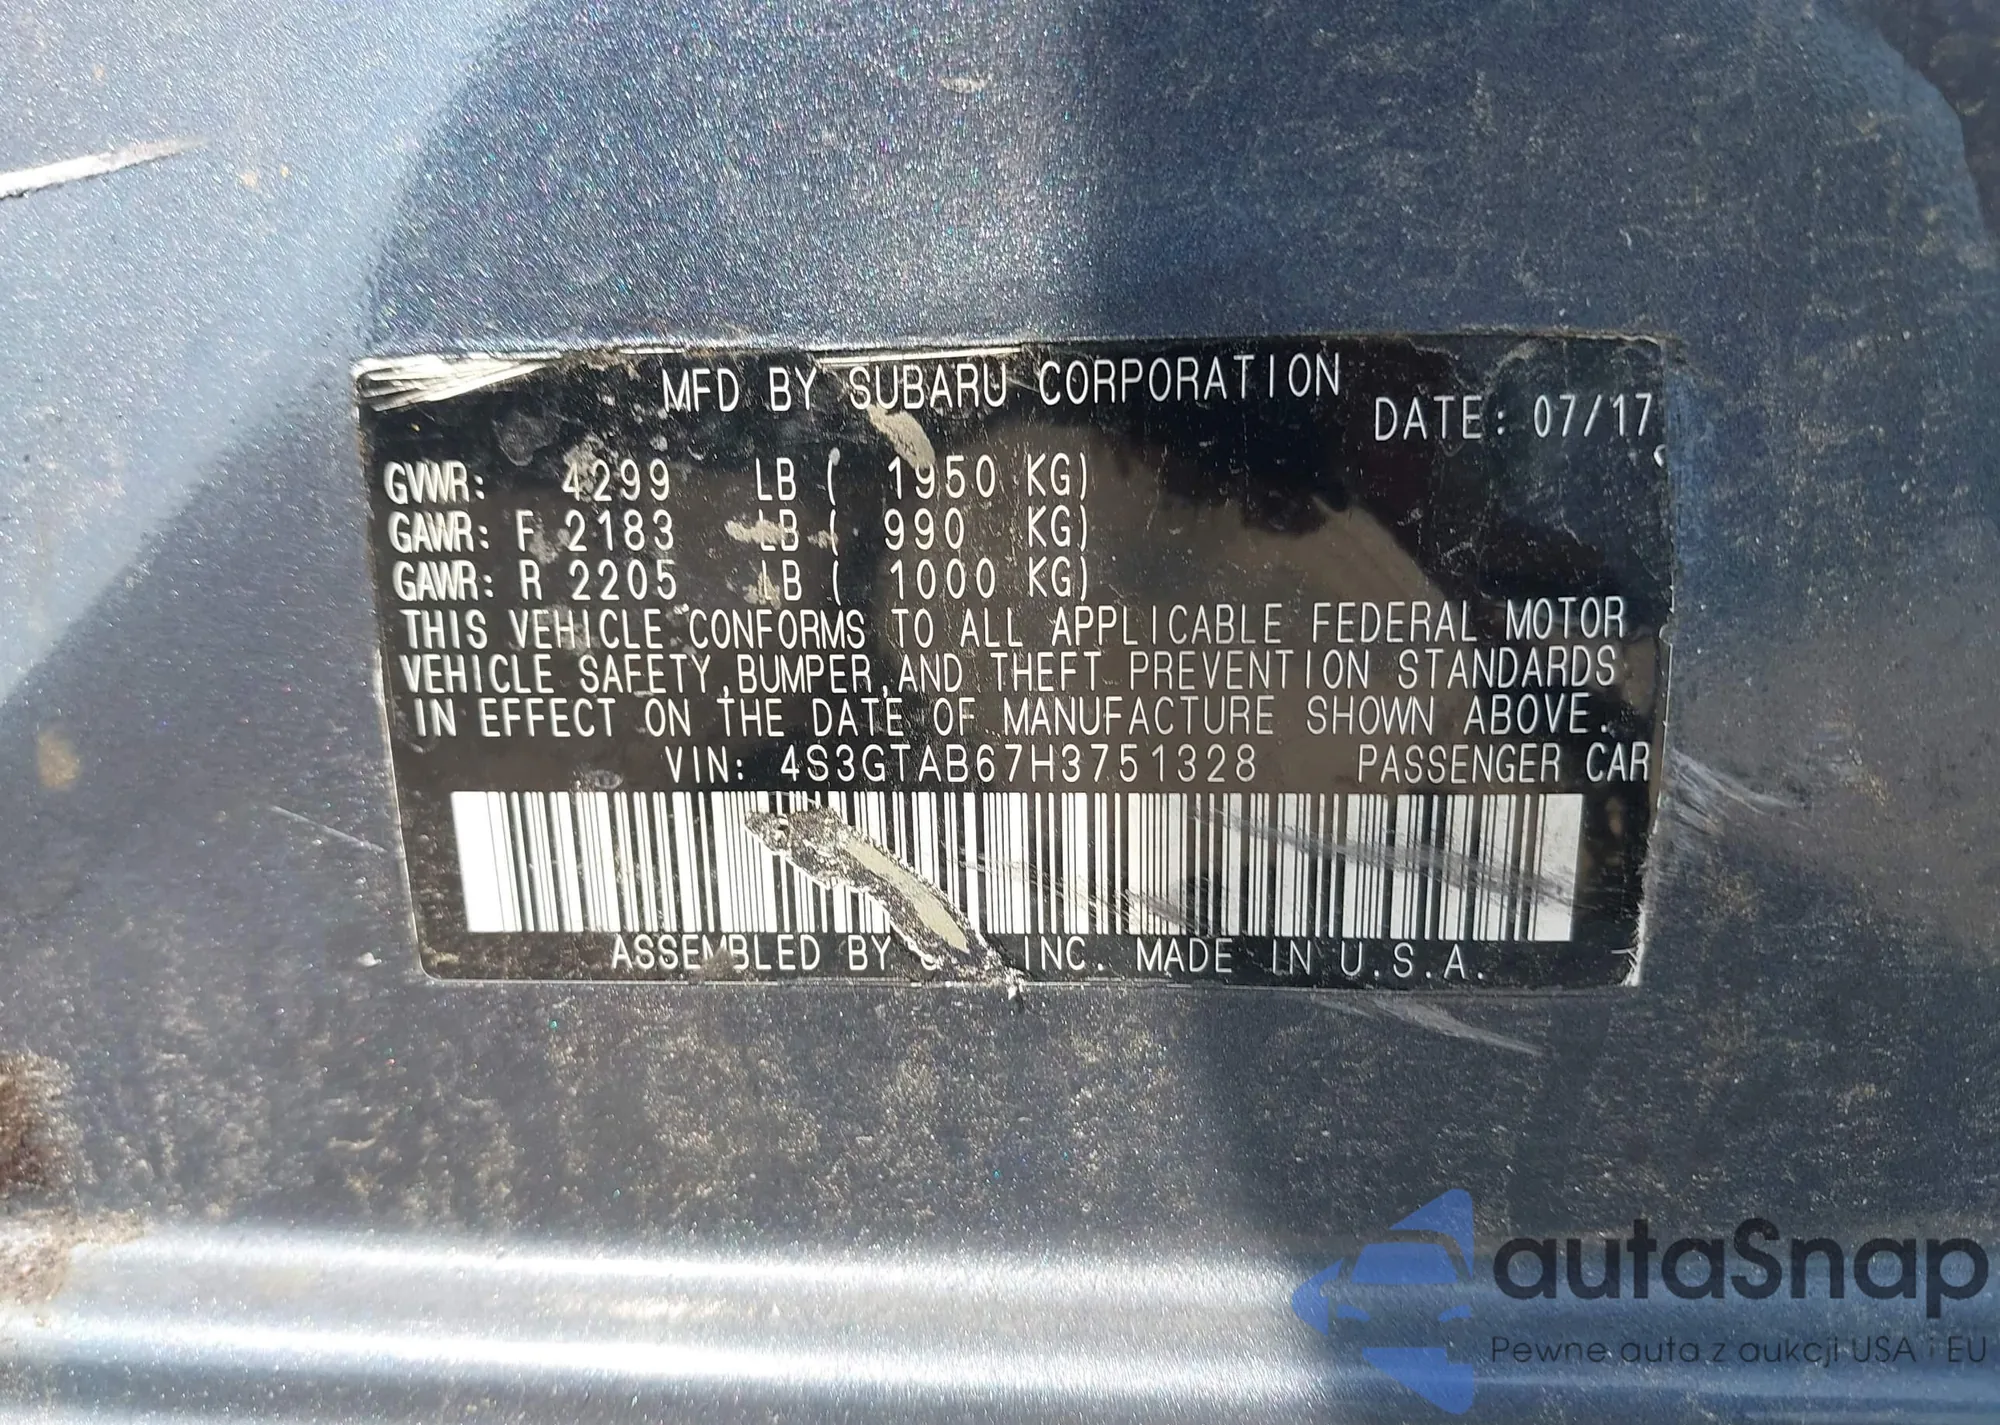 MFD BY SUBARU CORPORATION
DATE: 07/17
GVWR: 4299 LB ( 1950 KG)
GAWR: F 2183 LB ( 990 KG)
GAWR: R 2205 LB ( 1000 KG)
THIS VEHICLE CONFORMS TO ALL APPLICABLE FEDERAL MOTOR
VEHICLE SAFETY,BUMPER,AND THEFT PREVENTION STANDARDS
IN EFFECT ON THE DATE OF MANUFACTURE SHOWN ABOVE.
VIN: 4S3GTAB67H3751328 PASSENGER CAR
ASSEMBLED BY INC. MADE IN U.S.A.
autaSnap
Pewne auta z aukcji USA i EU